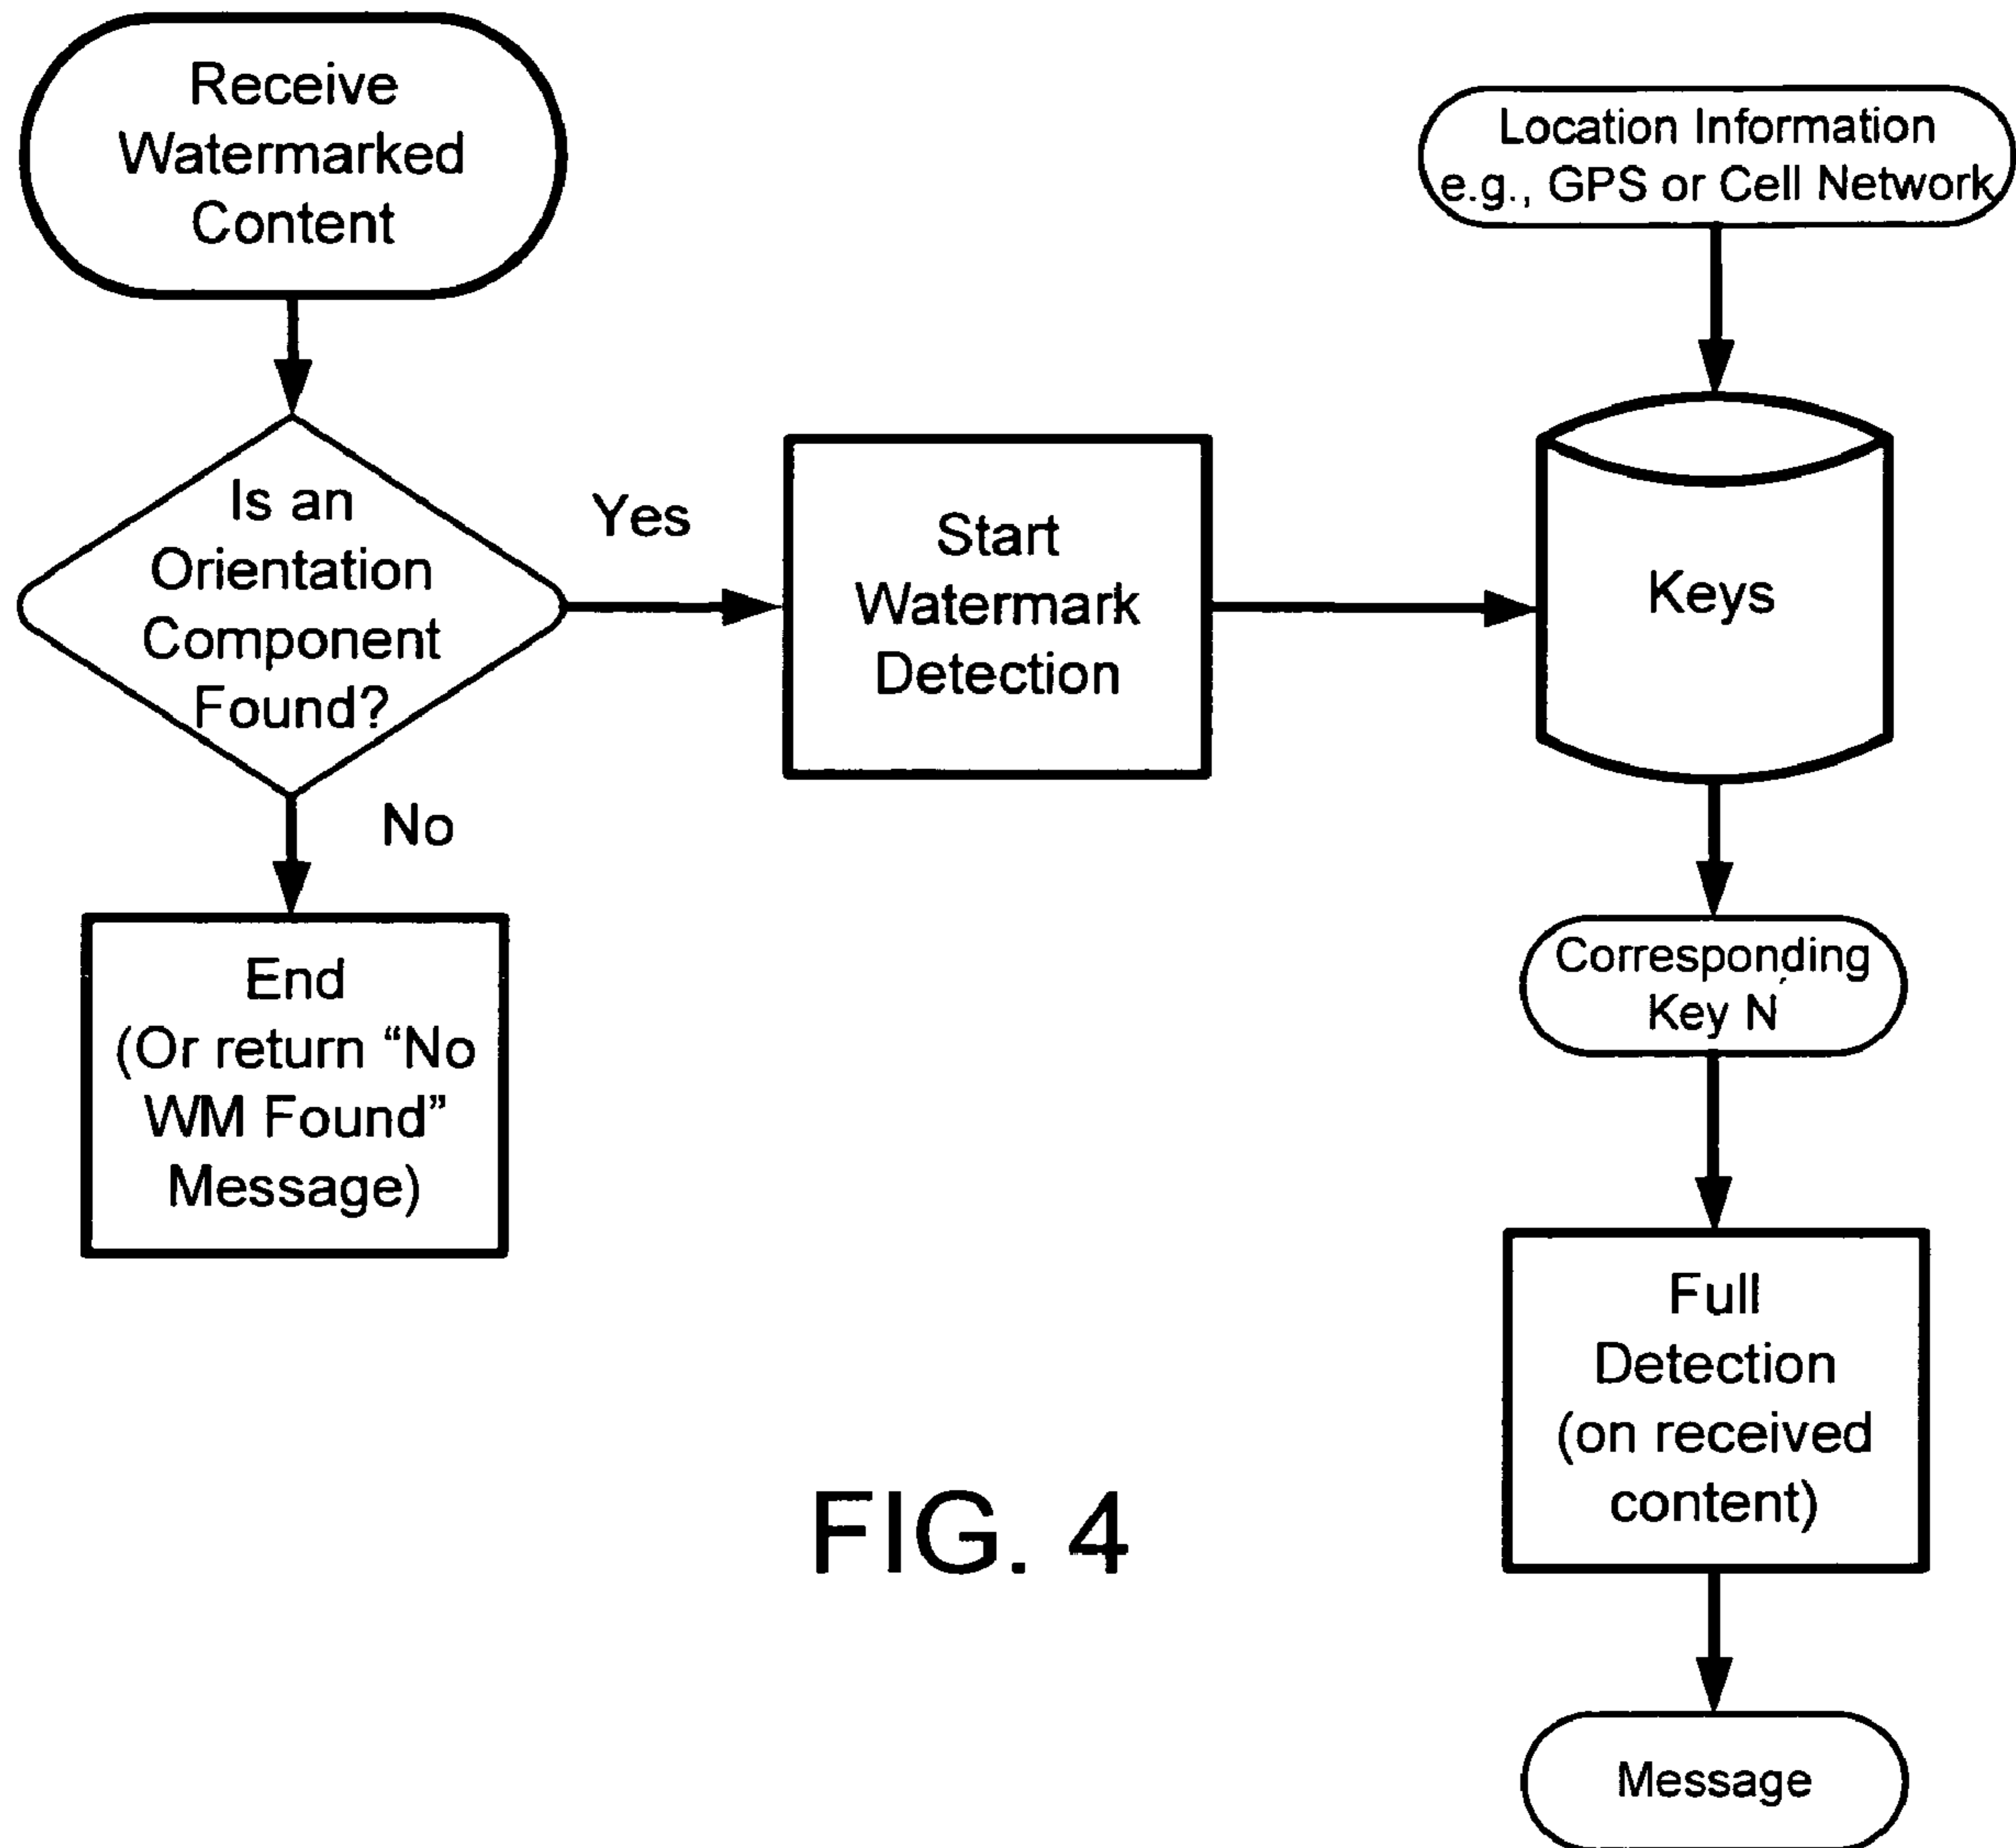 Receive
Watermarked
Content
Location Information
e.g., GPS or Cell Network
Is an
Orientation
Component
Found?
Yes
Start
Watermark
Detection
Keys
No
End
(Or return “No
WM Found”
Message)
Corresponding
Key N
Full
Detection
(on received
content)
FIG. 4
Message